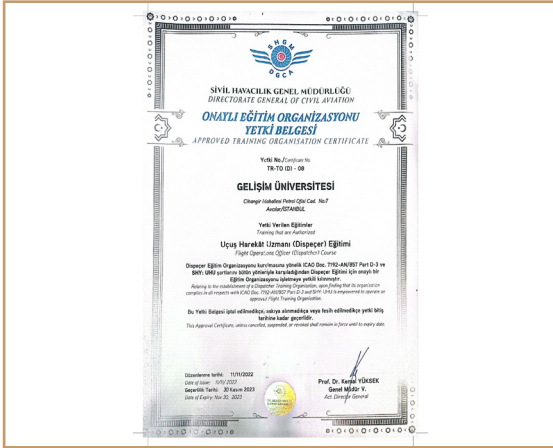 SHGM
DGCA
SİVİL HAVACILIK GENEL MÜDÜRLÜĞÜ
DIRECTORATE GENERAL OF CIVIL AVIATION
ONAYLI EĞİTİM ORGANİZASYONU
YETKİ BELGESİ
APPROVED TRAINING ORGANISATION CERTIFICATE
Yetki No./Certificate No.
TR-TO (D) - 08
GELİŞİM ÜNİVERSİTESİ
Cihangir Mahallesi Petrol Ofisi Cad. No:7
Avcılar/İSTANBUL
Yetki Verilen Eğitimler
Training that are Authorized
Uçuş Harekât Uzmanı (Dispeçer) Eğitimi
Flight Operations Officer (Dispatcher) Course
Dispeçer Eğitim Organizasyonu kurulmasına yönelik ICAO Doc. 7192-AN/857 Part D-3 ve
SHY: UHU şartlarını bütün yönleriyle karşıladığından Dispeçer Eğitimi için onaylı bir
Eğitim Organizasyonu işletmeye yetkili kılınmıştır.
Relating to the establishment of a Dispatcher Training Organization, upon finding that its organisation
complies in all respects with ICAO Doc. 7192-AN/857 Part D-3 and SHY: UHU is empowered to operate an
approved Flight Training Organization.
Bu Yetki Belgesi iptal edilmedikçe, askıya alınmadıkça veya fesih edilmedikçe yetki bitiş
tarihine kadar geçerlidir.
This Approval Certificate, unless cancelled, suspended, or revoked shall remain in force until to expiry date.
Düzenlenme tarihi: 11/11/2022
Date of Issue: 11/11/2022
Geçerlilik Tarihi: 30 Kasım 2023
Date of Expiry: Nov 30, 2023
Prof. Dr. Kemal YÜKSEK
Genel Müdür V.
Act. Director General